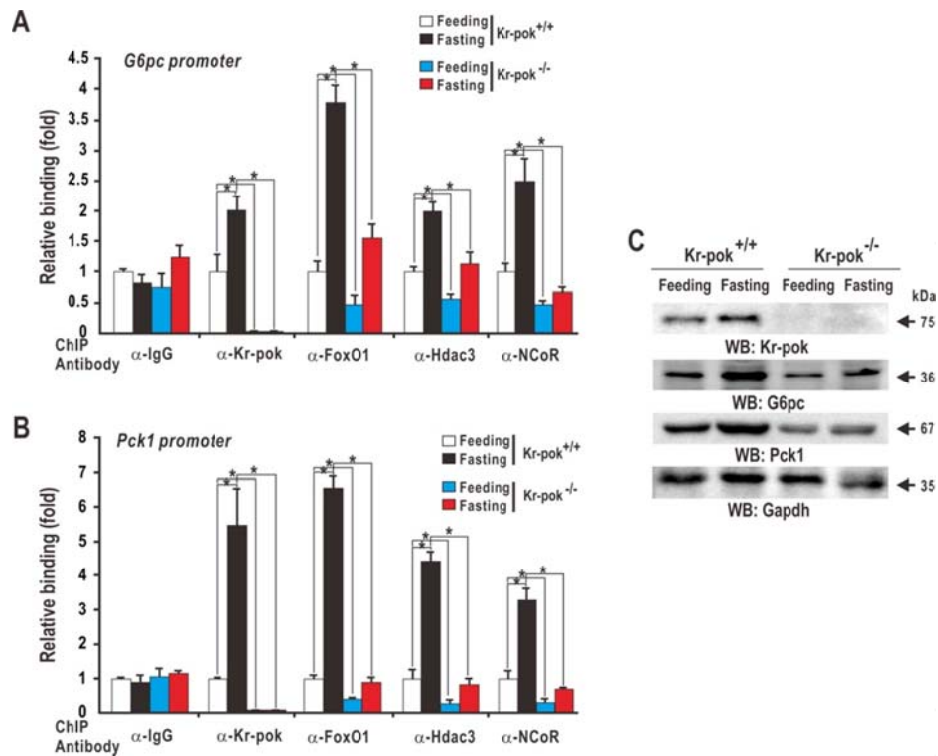 A
G6pc promoter
Feeding
Fasting
Kr-pok+/+
Feeding
Fasting
Kr-pok-/-
Relative binding (fold)
4.5
4
3.5
3
2.5
2
1.5
1
0.5
0
* * * * * * * * * * * *
ChIP
Antibody
α-IgG α-Kr-pok α-FoxO1 α-Hdac3 α-NCoR
B
Pck1 promoter
Feeding
Fasting
Kr-pok+/+
Feeding
Fasting
Kr-pok-/-
Relative binding (fold)
8
7
6
5
4
3
2
1
0
* * * * * * * * * * * *
ChIP
Antibody
α-IgG α-Kr-pok α-FoxO1 α-Hdac3 α-NCoR
C
Kr-pok+/+ Kr-pok-/-
Feeding Fasting Feeding Fasting kDa
75
WB: Kr-pok
36
WB: G6pc
67
WB: Pck1
35
WB: Gapdh